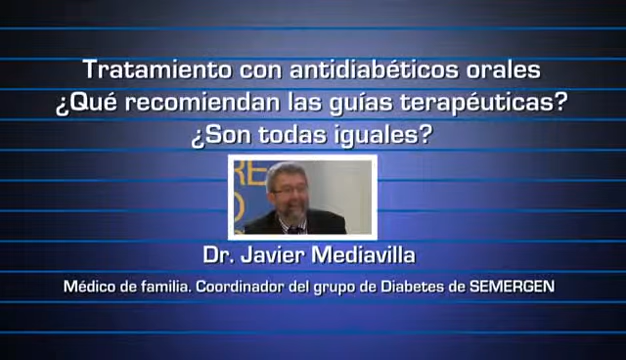 Tratamiento con antidiabéticos orales
¿Qué recomiendan las guías terapéuticas?
¿Son todas iguales?
RE
Dr. Javier Mediavilla
Médico de familia. Coordinador del grupo de Diabetes de SEMERGEN